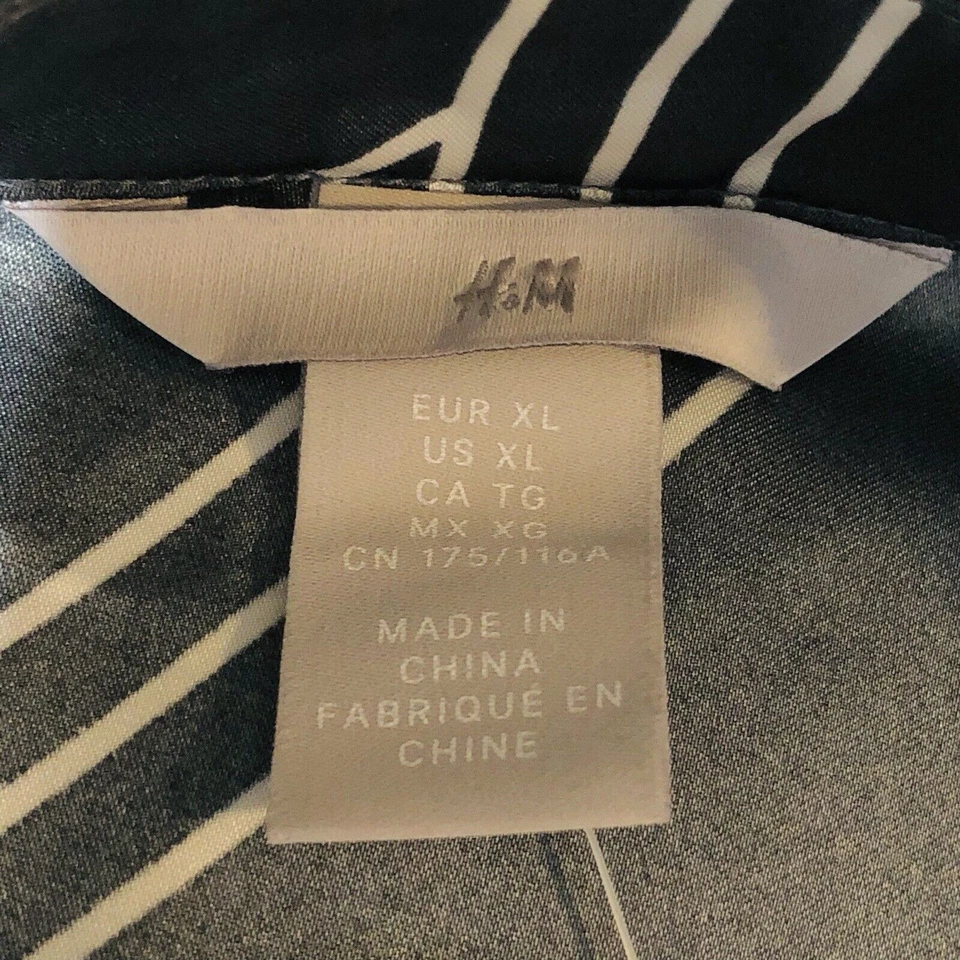 H&M
EUR XL
US XL
CA TG
MX XG
CN 175/116A
MADE IN
CHINA
FABRIQUÉ EN
CHINE